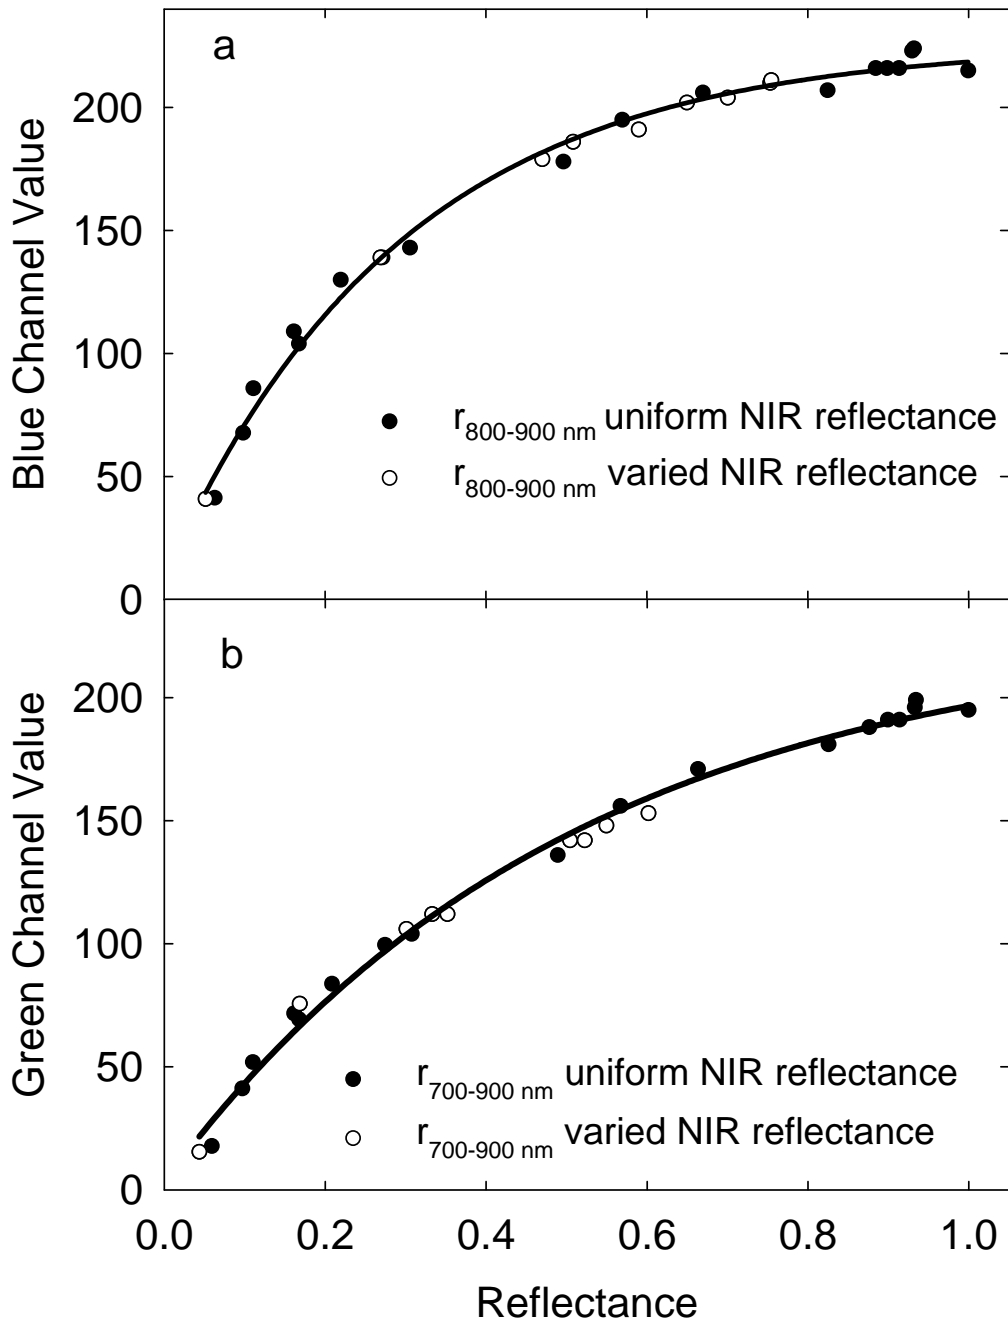 a
Blue Channel Value
200
150
100
50
0
r800-900 nm uniform NIR reflectance
r800-900 nm varied NIR reflectance
b
Green Channel Value
200
150
100
50
0
r700-900 nm uniform NIR reflectance
r700-900 nm varied NIR reflectance
0.0 0.2 0.4 0.6 0.8 1.0
Reflectance